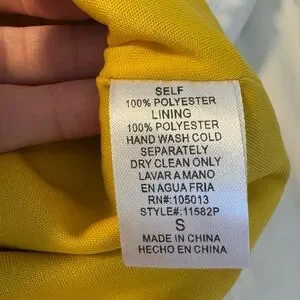 SELF
100% POLYESTER
LINING
100% POLYESTER
HAND WASH COLD
SEPARATELY
DRY CLEAN ONLY
LAVAR A MANO
EN AGUA FRIA
RN#:105013
STYLE#:11582P
S
MADE IN CHINA
HECHO EN CHINA